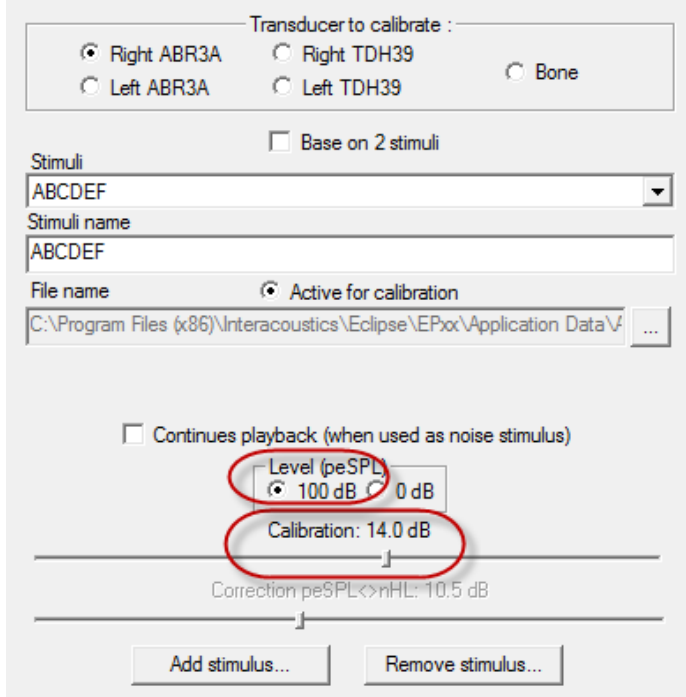 Transducer to calibrate :
Right ABR3A
Right TDH39
Bone
Left ABR3A
Left TDH39
Base on 2 stimuli
Stimuli
ABCDEF
Stimuli name
ABCDEF
File name
Active for calibration
C:\Program Files (x86)\Interacoustics\Eclipse\EPxx\Application Data\
...
Continues playback (when used as noise stimulus)
Level (peSPL)
100 dB
0 dB
Calibration: 14.0 dB
Correction peSPL<>nHL: 10.5 dB
Add stimulus...
Remove stimulus...